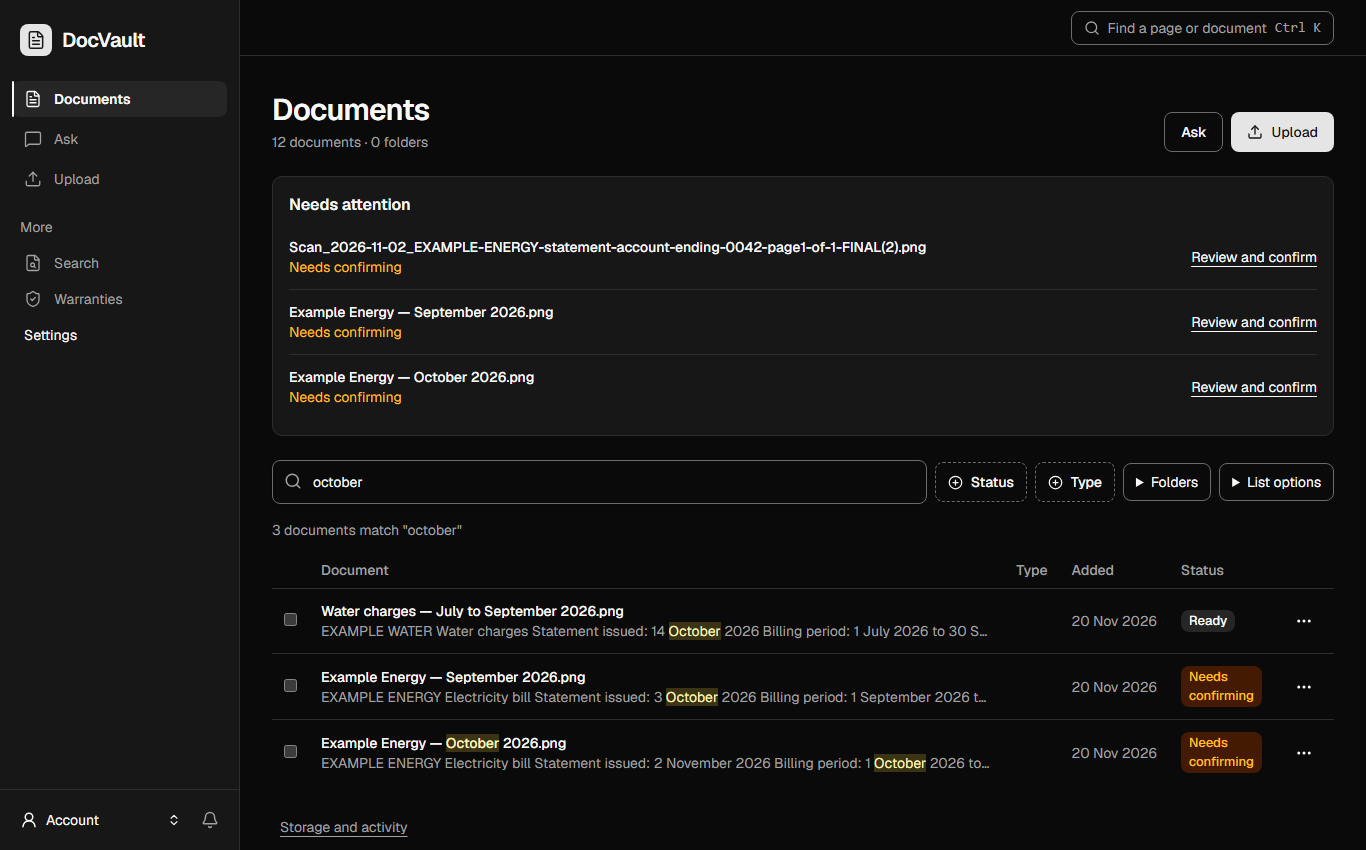 DocVault
Find a page or document Ctrl K
Documents
Ask
Upload
More
Search
Warranties
Settings
Account
Documents
12 documents · 0 folders
Ask
Upload
Needs attention
Scan_2026-11-02_EXAMPLE-ENERGY-statement-account-ending-0042-page1-of-1-FINAL(2).png
Needs confirming
Review and confirm
Example Energy — September 2026.png
Needs confirming
Review and confirm
Example Energy — October 2026.png
Needs confirming
Review and confirm
october
Status
Type
Folders
List options
3 documents match "october"
Document Type Added Status
Water charges — July to September 2026.png
EXAMPLE WATER Water charges Statement issued: 14 October 2026 Billing period: 1 July 2026 to 30 S…
20 Nov 2026
Ready
Example Energy — September 2026.png
EXAMPLE ENERGY Electricity bill Statement issued: 3 October 2026 Billing period: 1 September 2026 t…
20 Nov 2026
Needs
confirming
Example Energy — October 2026.png
EXAMPLE ENERGY Electricity bill Statement issued: 2 November 2026 Billing period: 1 October 2026 to…
20 Nov 2026
Needs
confirming
Storage and activity